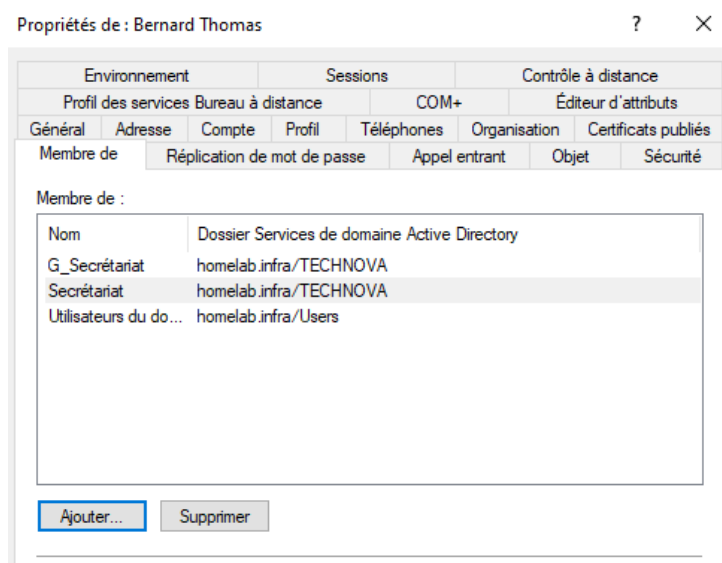 Propriétés de : Bernard Thomas ? ×
Environnement Sessions Contrôle à distance
Profil des services Bureau à distance COM+ Éditeur d'attributs
Général Adresse Compte Profil Téléphones Organisation Certificats publiés
Membre de Réplication de mot de passe Appel entrant Objet Sécurité
Membre de :
Nom Dossier Services de domaine Active Directory
G_Secrétariat homelab.infra/TECHNOVA
Secrétariat homelab.infra/TECHNOVA
Utilisateurs du do... homelab.infra/Users
Ajouter... Supprimer